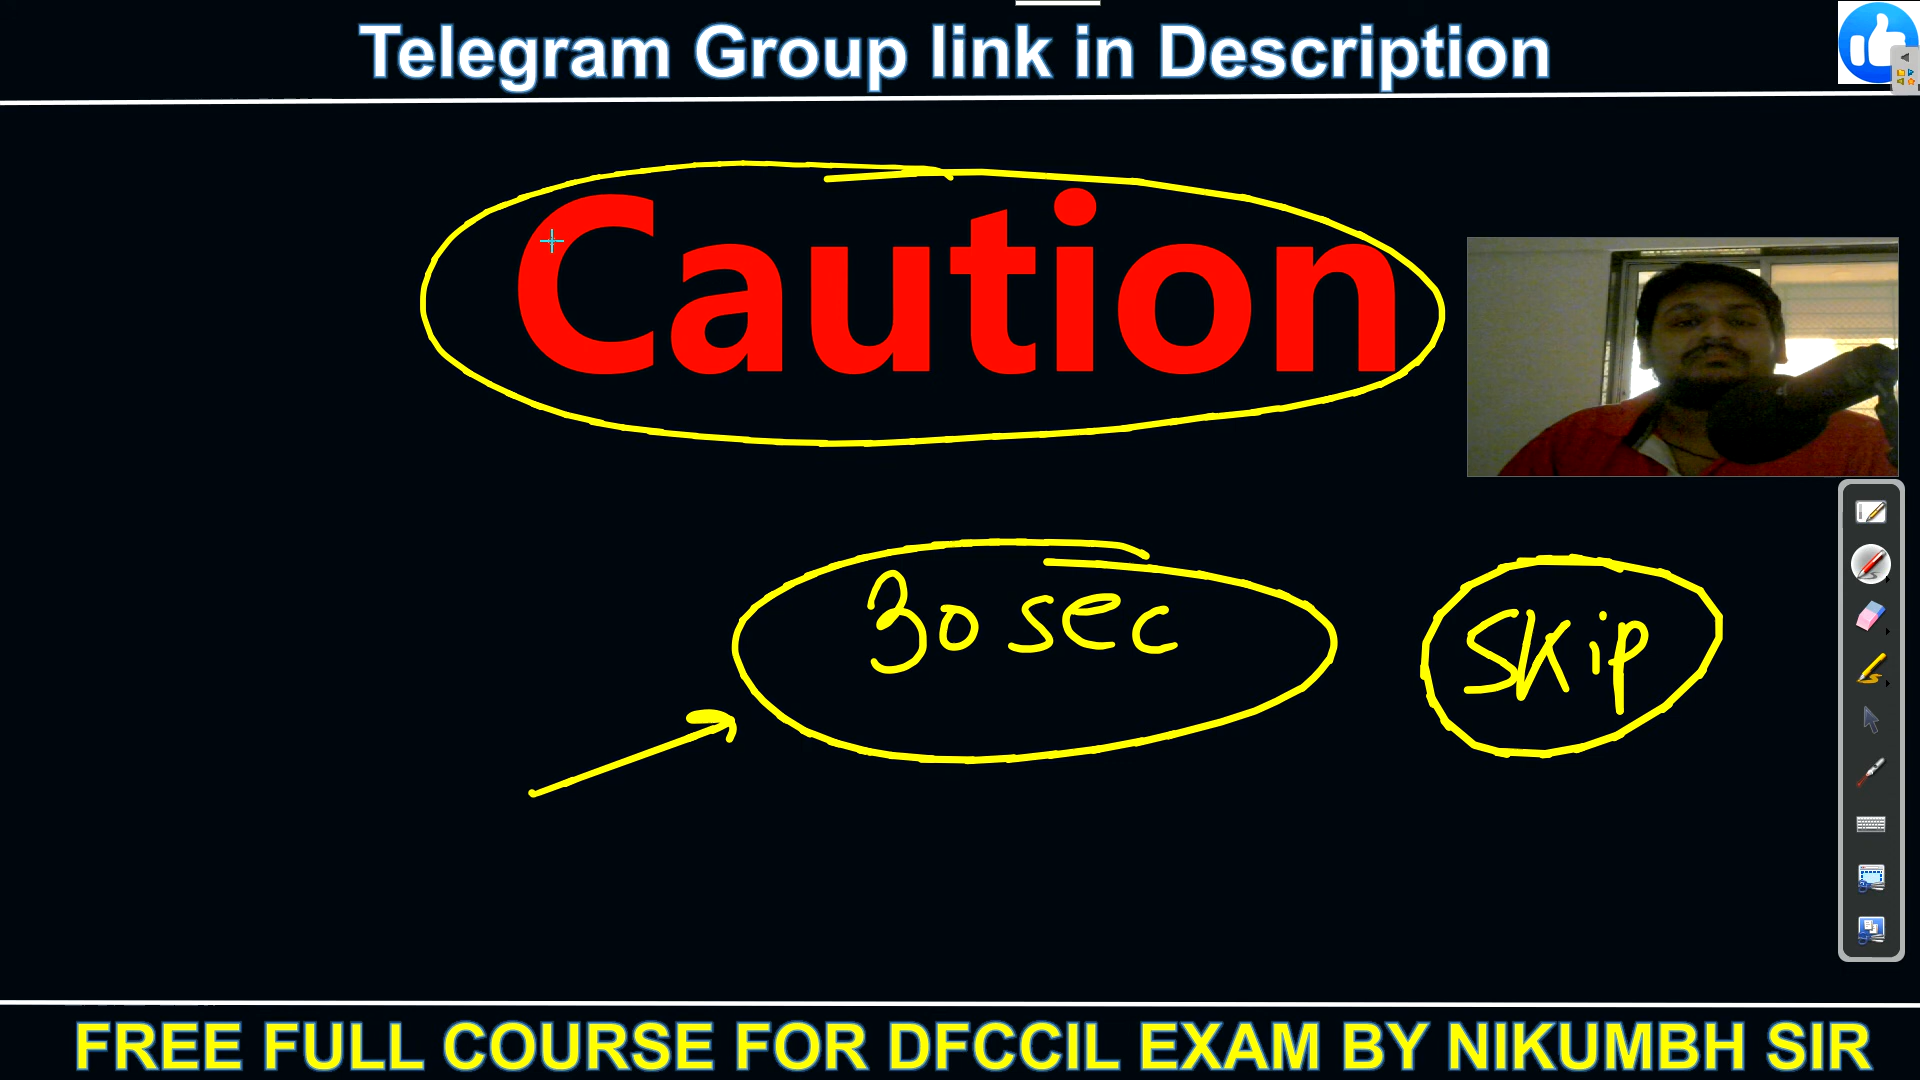 Telegram Group link in Description
Caution
30 sec
Skip
FREE FULL COURSE FOR DFCCIL EXAM BY NIKUMBH SIR